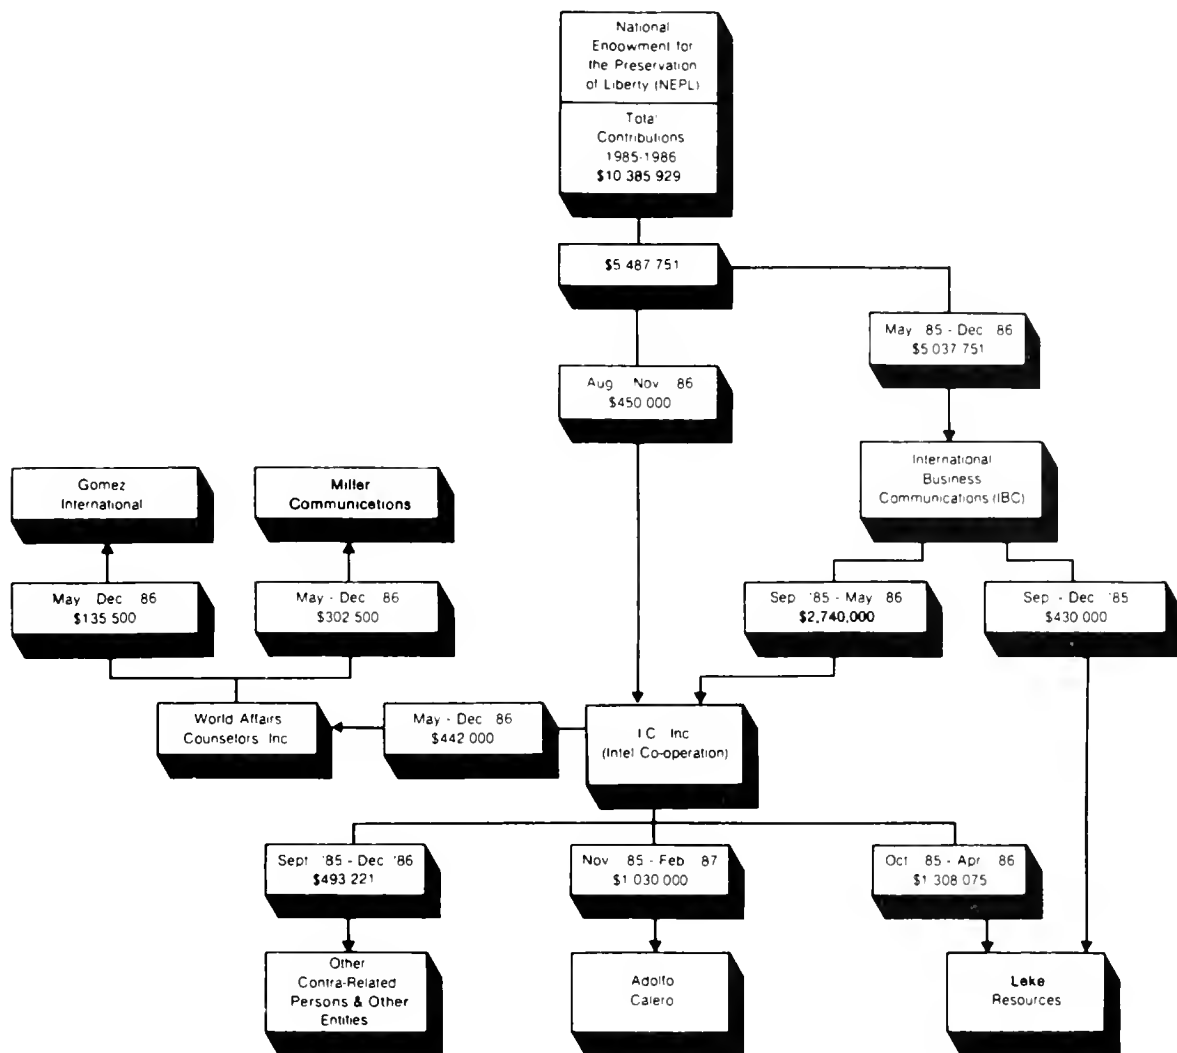 National
Endowment for
the Preservation
of Liberty (NEPL)
Total
Contributions
1985-1986
$10 385 929
$5 487 751
May 85 - Dec 86
$5 037 751
Aug Nov 86
$450 000
International
Business
Communications (IBC)
Gomez
International
Miller
Communications
May Dec 86
$135 500
May - Dec 86
$302 500
Sep '85 - May 86
$2,740,000
Sep - Dec '85
$430 000
World Affairs
Counselors Inc
May - Dec 86
$442 000
I C Inc
(Intel Co-operation)
Sept '85 - Dec '86
$493 221
Nov 85 - Feb 87
$1 030 000
Oct 85 - Apr 86
$1 308 075
Other
Contra-Related
Persons & Other
Entities
Adolfo
Calero
Lake
Resources